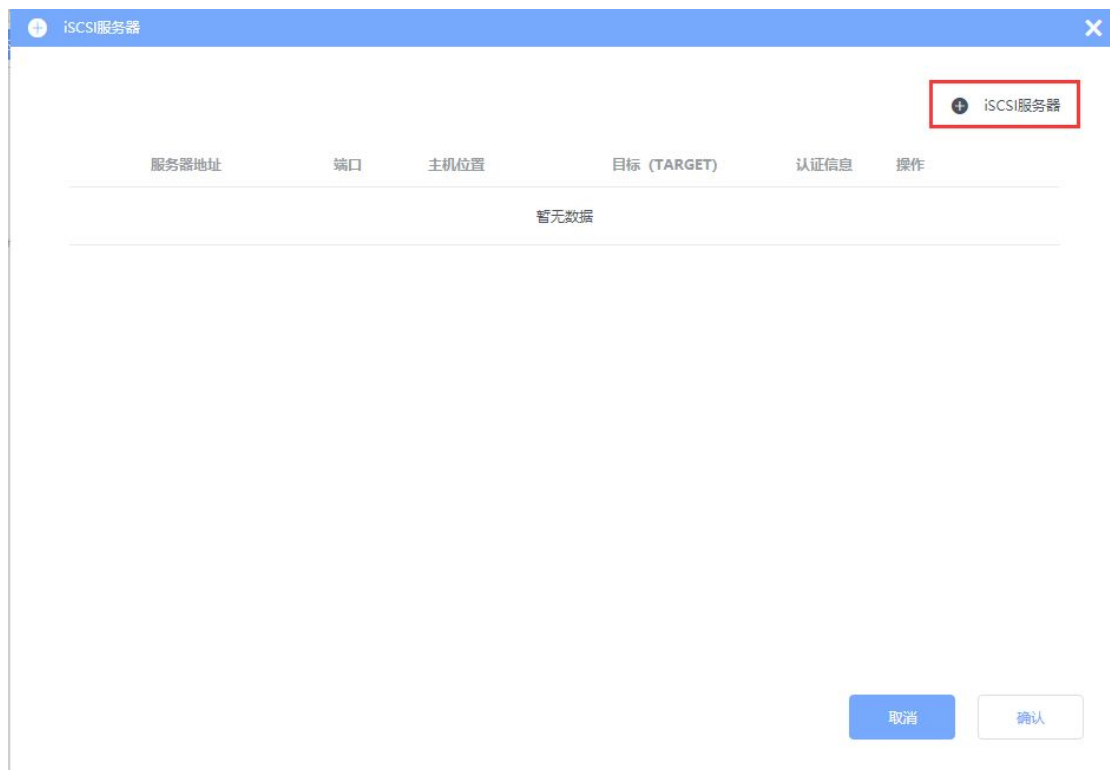 iSCSI服务器
iSCSI服务器
服务器地址 端口 主机位置 目标（TARGET） 认证信息 操作
暂无数据
取消 确认